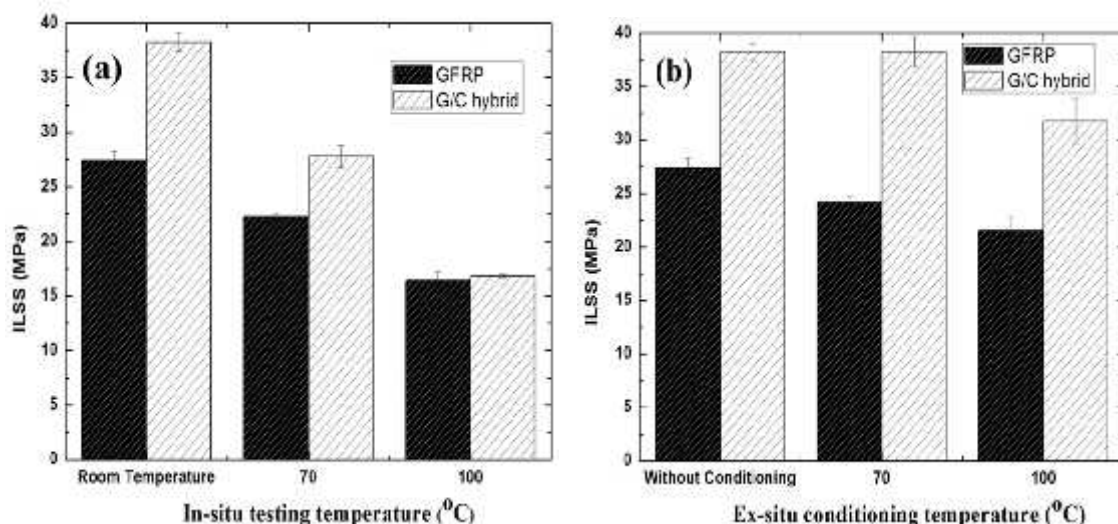 (a)
GFRP
G/C hybrid
40
35
30
25
20
15
10
5
0
ILSS (MPa)
Room Temperature 70 100
In-situ testing temperature (⁰C)
(b)
GFRP
G/C hybrid
40
35
30
25
20
15
10
5
0
ILSS (MPa)
Without Conditioning 70 100
Ex-situ conditioning temperature (⁰C)